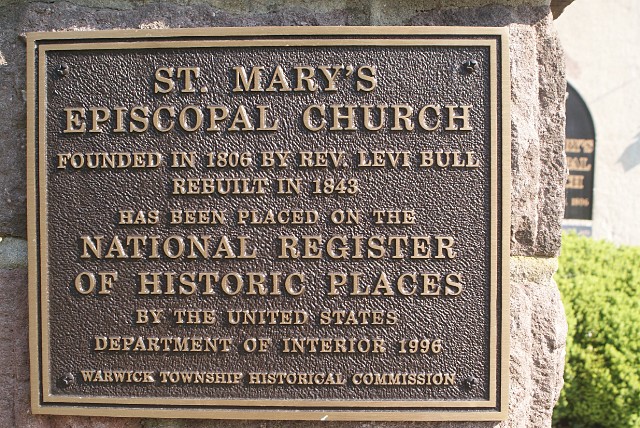 ST. MARY'S
EPISCOPAL CHURCH
FOUNDED IN 1806 BY REV. LEVI BULL
REBUILT IN 1843
HAS BEEN PLACED ON THE
NATIONAL REGISTER
OF HISTORIC PLACES
BY THE UNITED STATES
DEPARTMENT OF INTERIOR 1996
WARWICK TOWNSHIP HISTORICAL COMMISSION